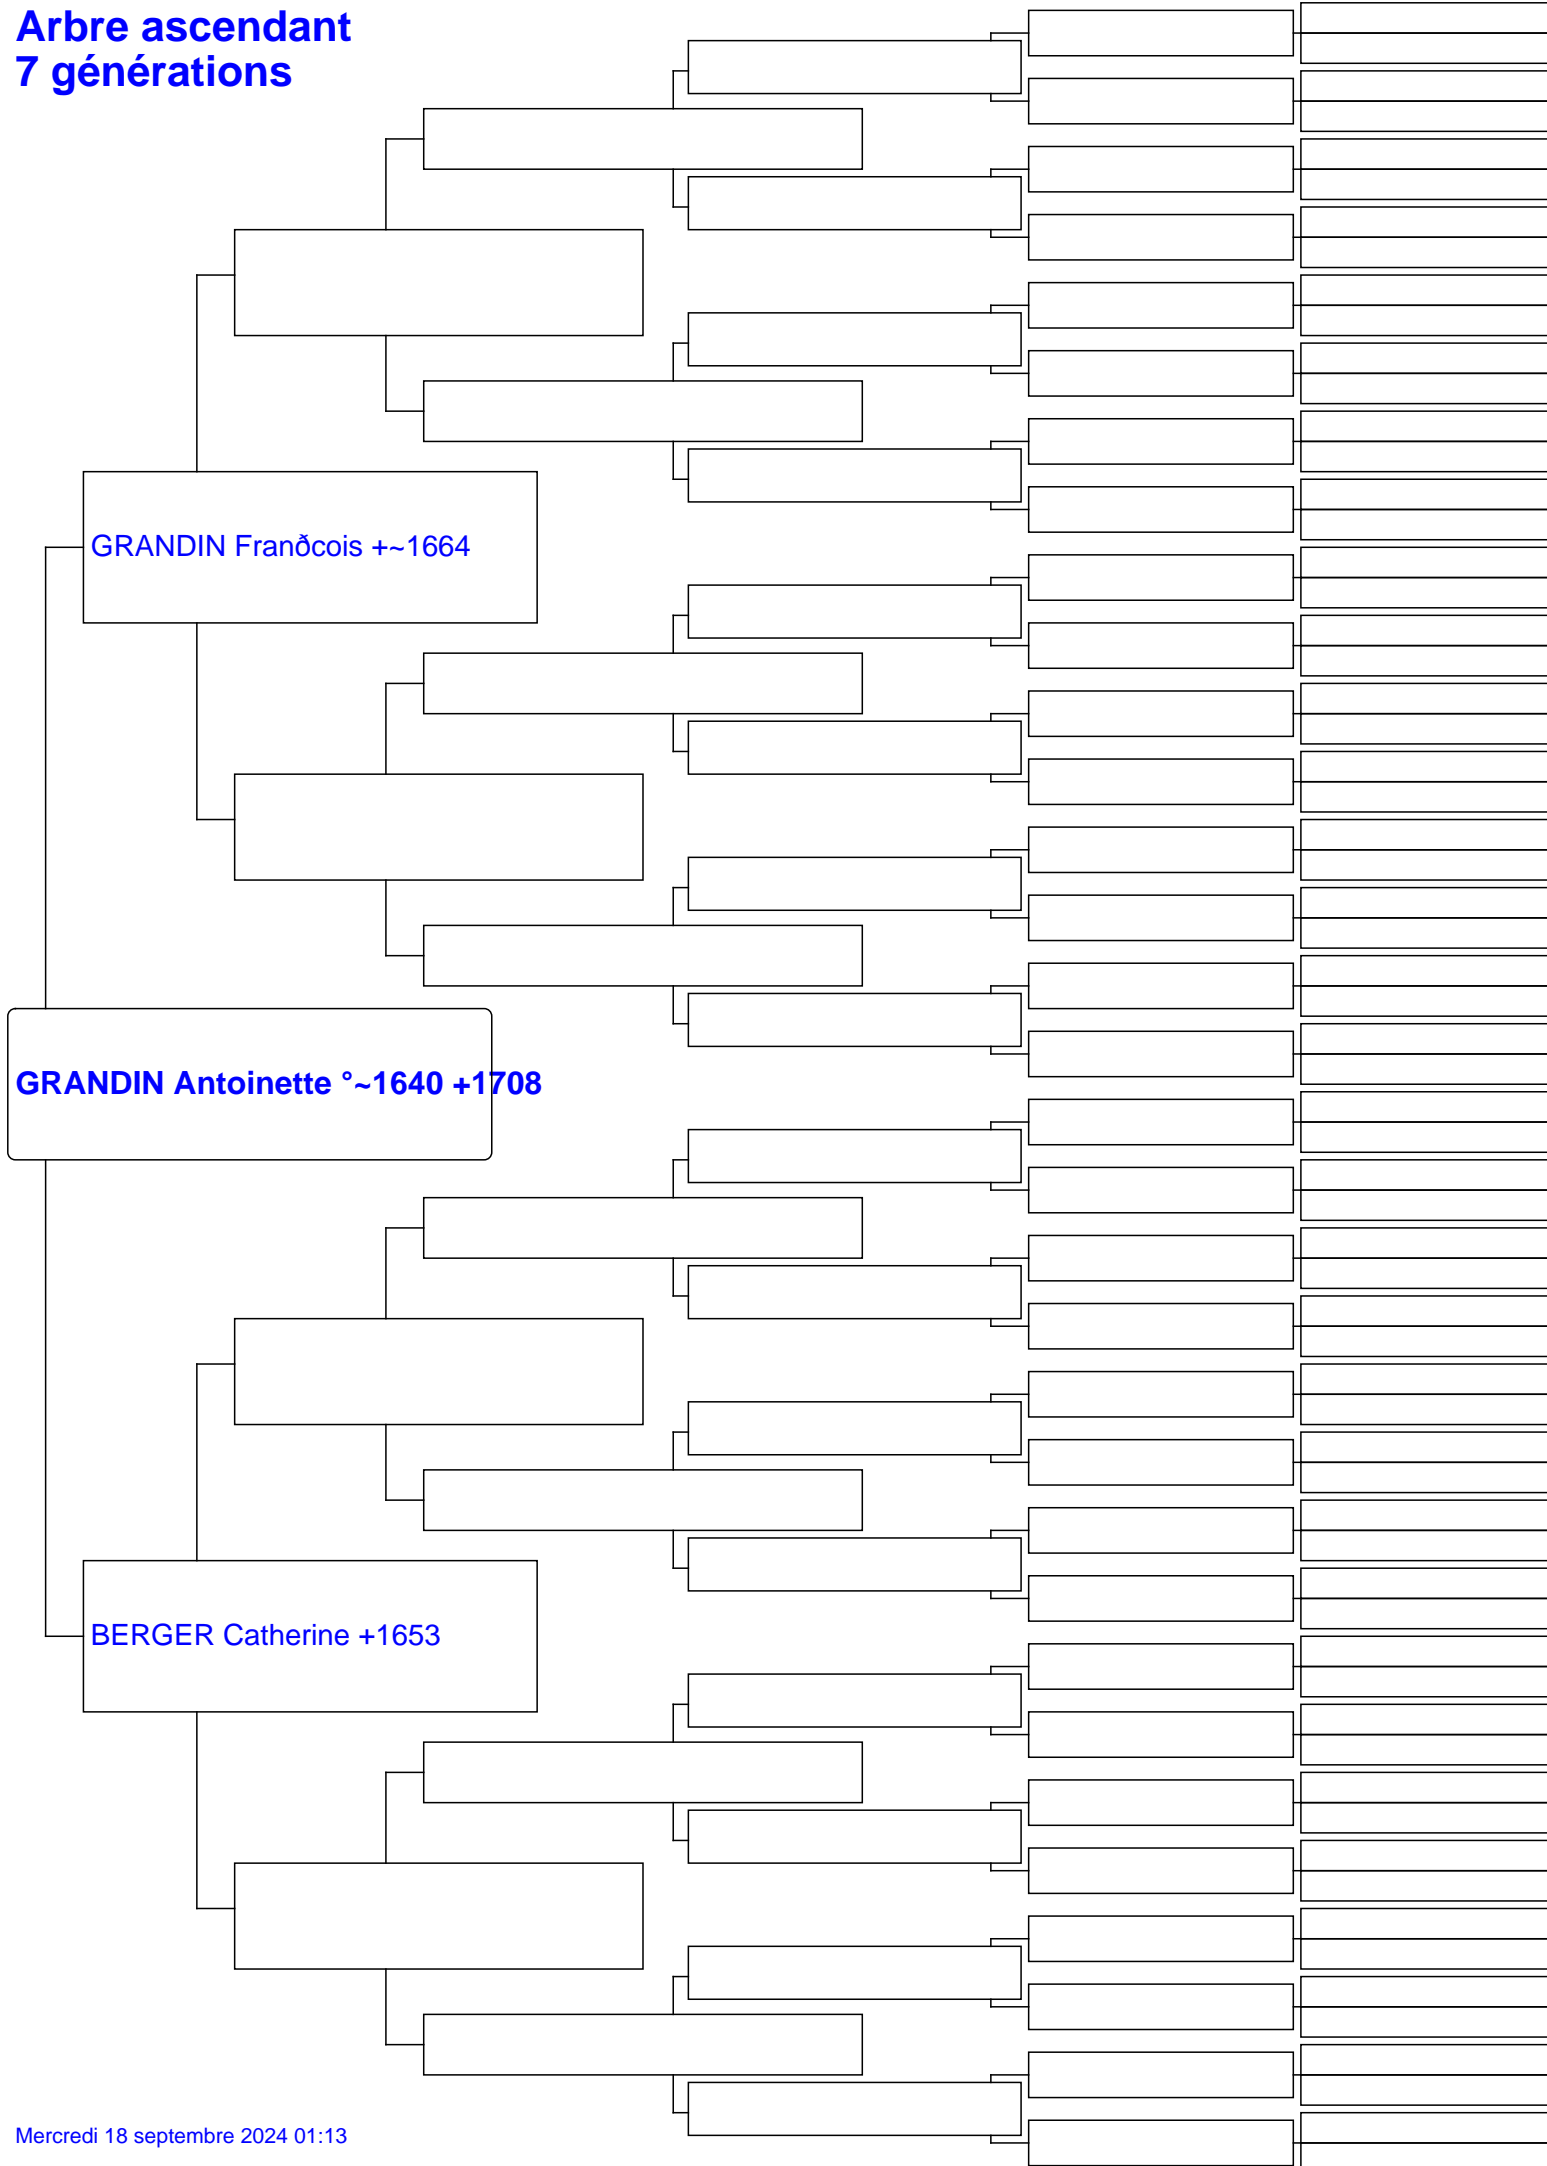 Arbre ascendant
7 générations
GRANDIN Franðcois +~1664
GRANDIN Antoinette °~1640 +1708
BERGER Catherine +1653
Mercredi 18 septembre 2024 01:13